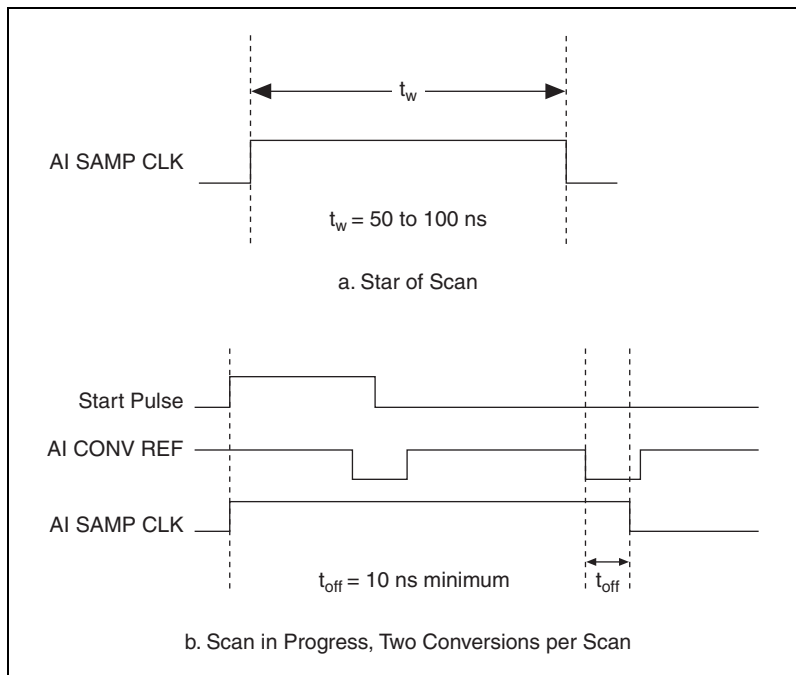 t_w
AI SAMP CLK
t_w = 50 to 100 ns
a. Star of Scan
Start Pulse
AI CONV REF
AI SAMP CLK
t_off = 10 ns minimum
t_off
b. Scan in Progress, Two Conversions per Scan